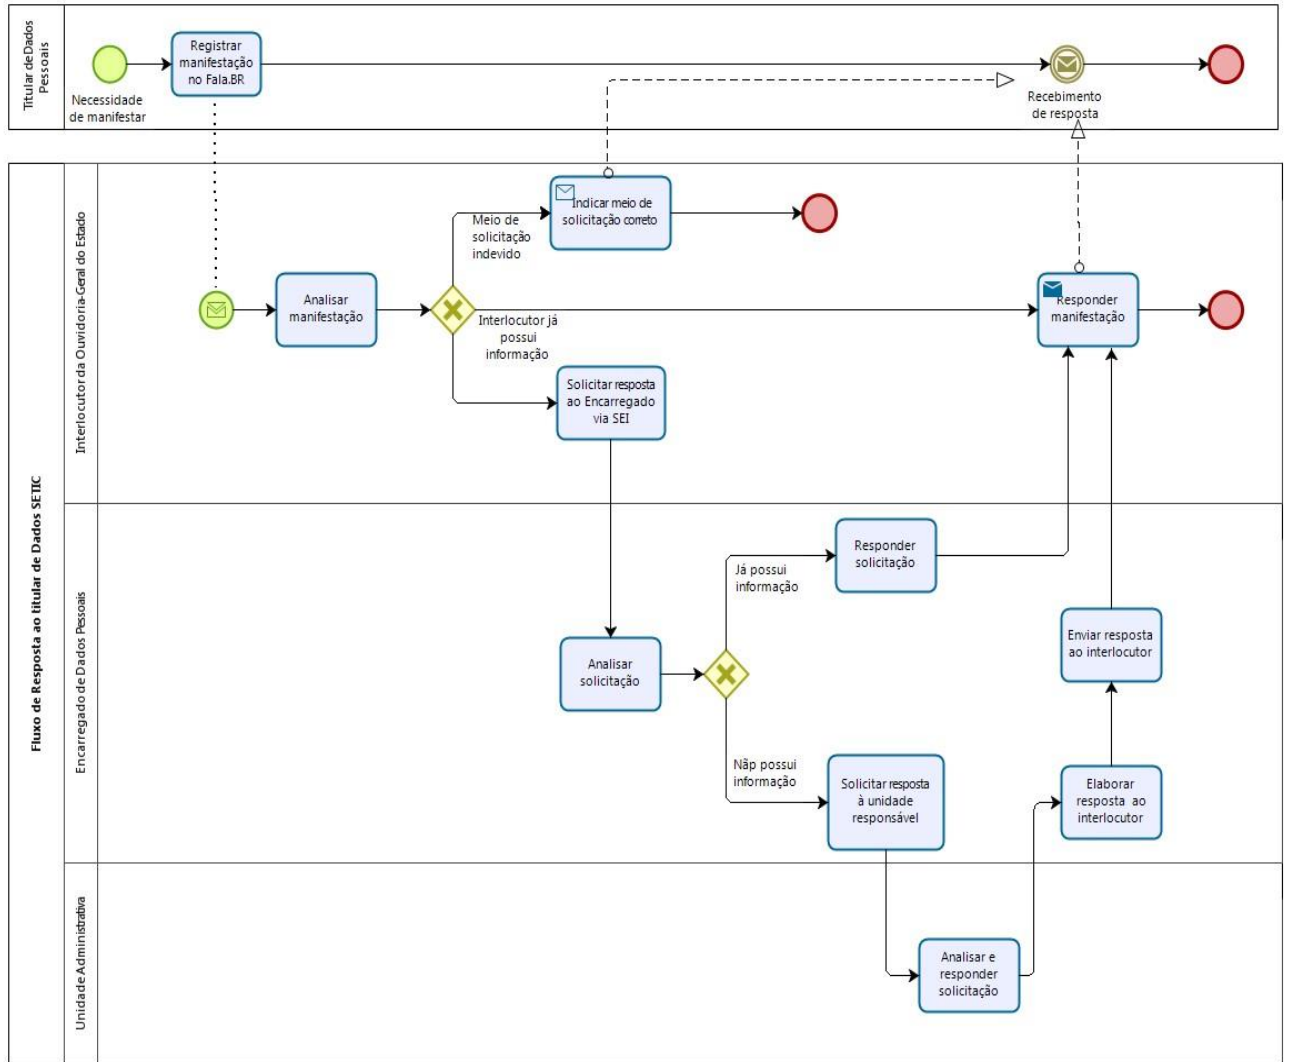 Titular de Dados
Pessoais
Necessidade
de manifestar
Registrar
manifestação
no Fala.BR
Recebimento
de resposta
Fluxo de Resposta ao titular de Dados SETIC
Interlocutor da Ouvidoria-Geral do Estado
Analisar
manifestação
Meio de
solicitação
indevido
Indicar meio de
solicitação correto
Interlocutor já
possui
informação
Responder
manifestação
Solicitar resposta
ao Encarregado
via SEI
Encarregado de Dados Pessoais
Analisar
solicitação
Já possui
informação
Responder
solicitação
Nãp possui
informação
Solicitar resposta
à unidade
responsável
Enviar resposta
ao interlocutor
Elaborar
resposta ao
interlocutor
Unidade Administrativa
Analisar e
responder
solicitação